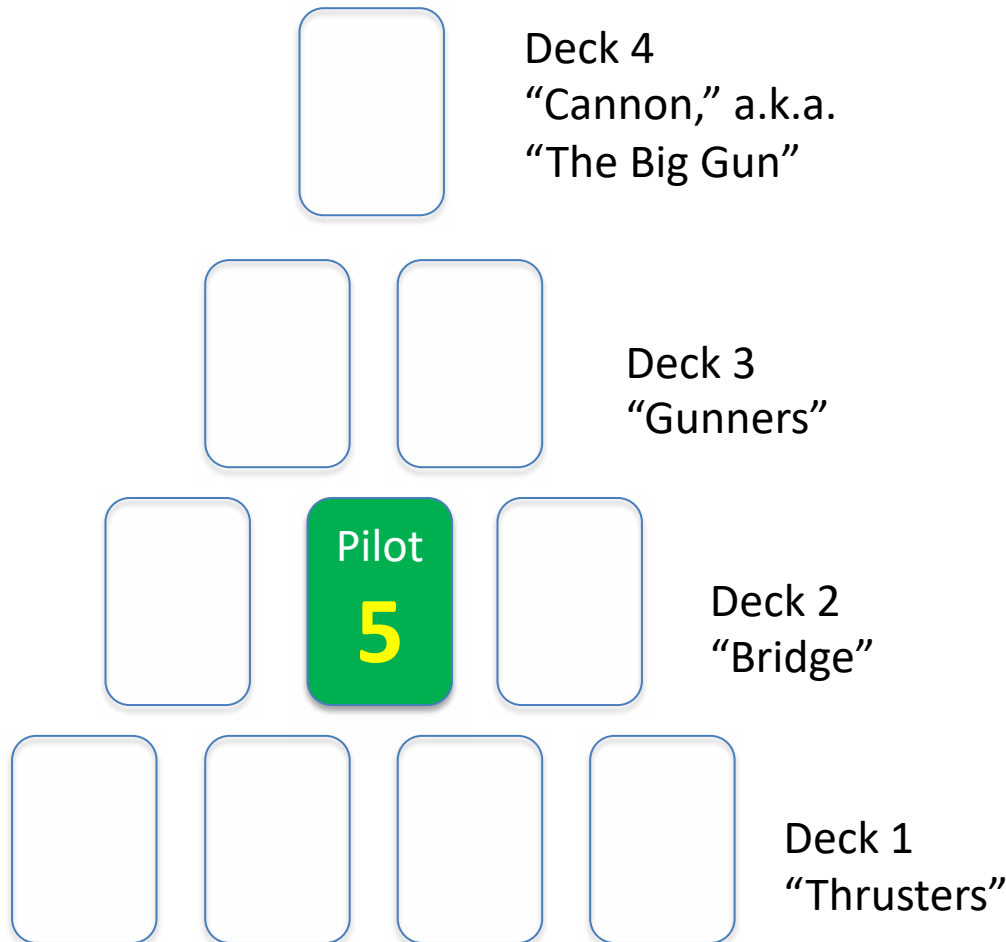 Deck 4
“Cannon,” a.k.a.
“The Big Gun”
Deck 3
“Gunners”
Pilot
5
Deck 2
“Bridge”
Deck 1
“Thrusters”